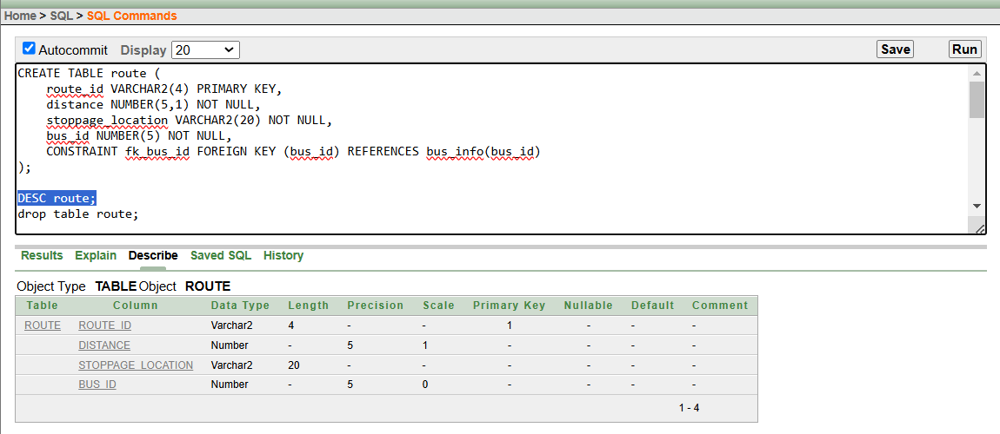 Home > SQL > SQL Commands
Autocommit Display 20 Save Run
CREATE TABLE route (
    route_id VARCHAR2(4) PRIMARY KEY,
    distance NUMBER(5,1) NOT NULL,
    stoppage_location VARCHAR2(20) NOT NULL,
    bus_id NUMBER(5) NOT NULL,
    CONSTRAINT fk_bus_id FOREIGN KEY (bus_id) REFERENCES bus_info(bus_id)
);
DESC route;
drop table route;
Results Explain Describe Saved SQL History
Object Type TABLE Object ROUTE
Table Column Data Type Length Precision Scale Primary Key Nullable Default Comment
ROUTE ROUTE_ID Varchar2 4 - - 1 - - -
DISTANCE Number - 5 1 - - - -
STOPPAGE_LOCATION Varchar2 20 - - - - - -
BUS_ID Number - 5 0 - - - -
1 - 4